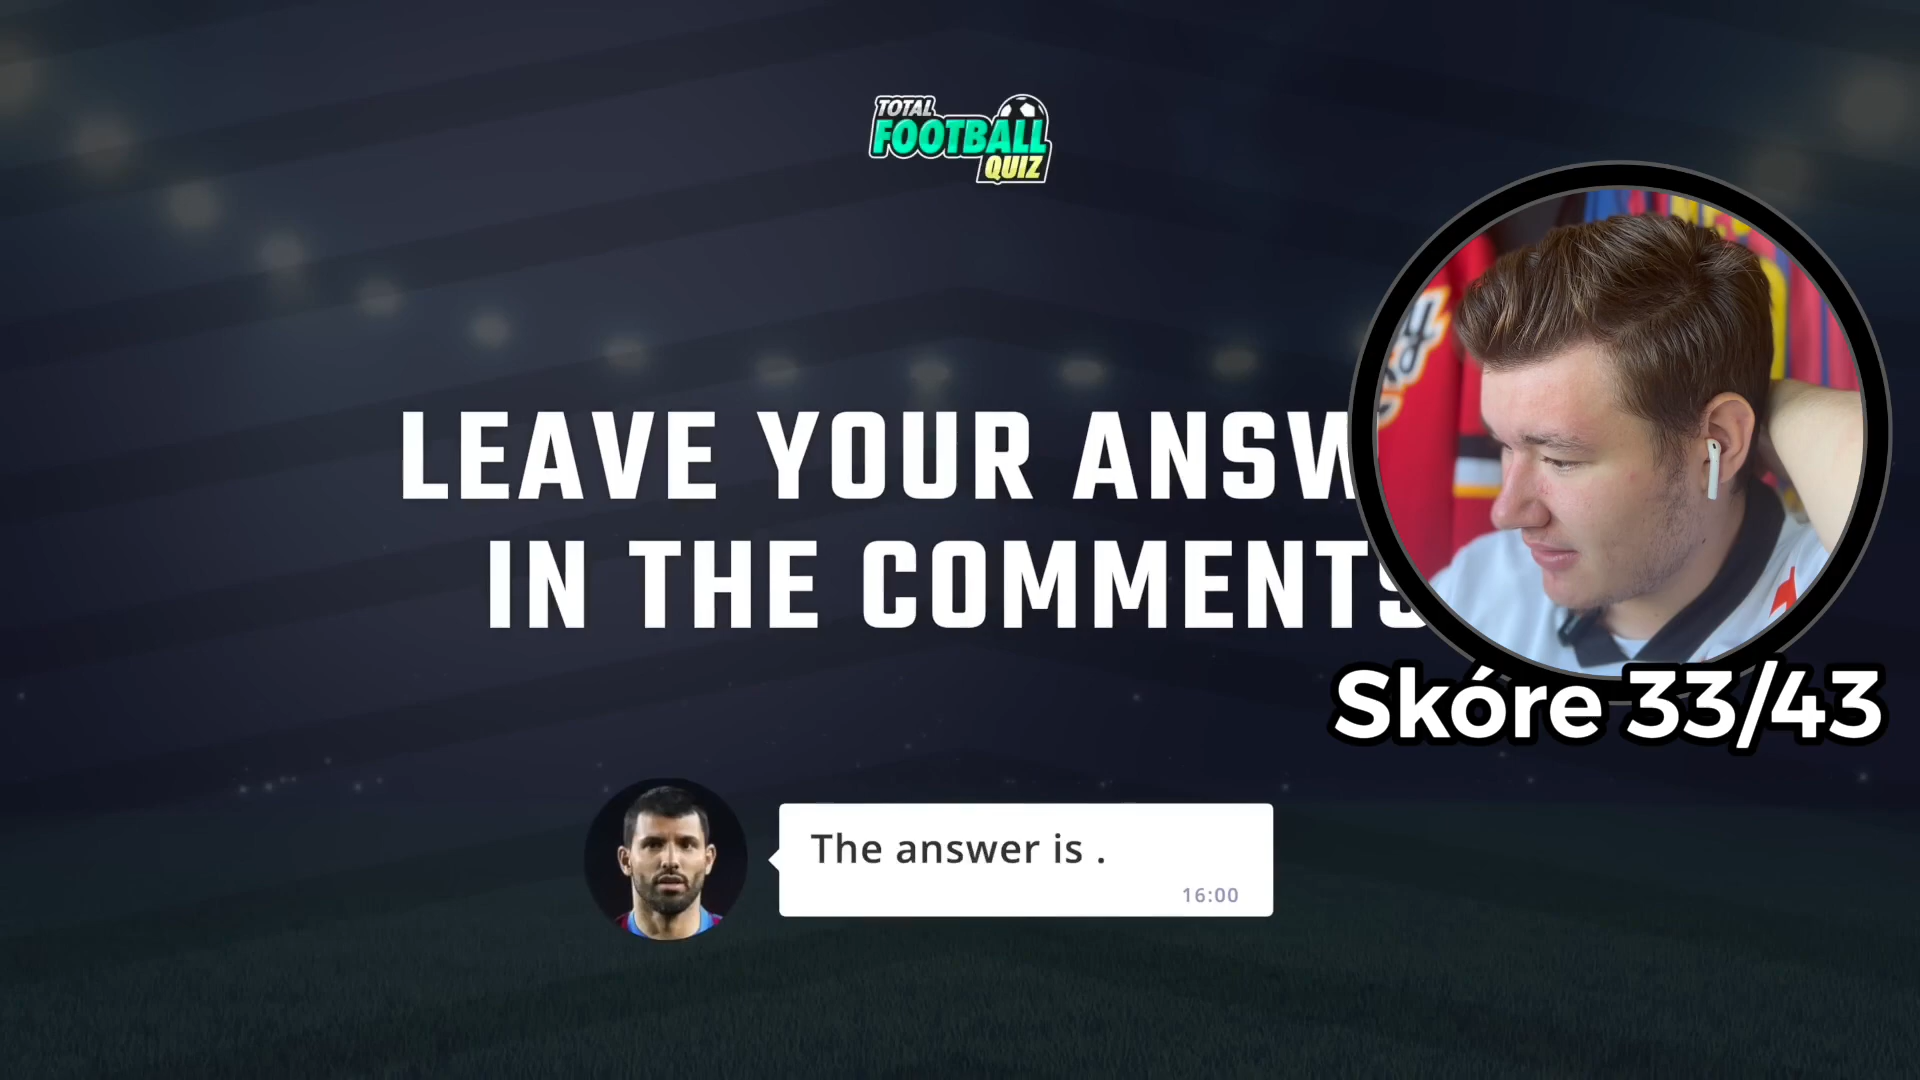 TOTAL
FOOTBALL
QUIZ
LEAVE YOUR ANSW
IN THE COMMENTS
Skóre 33/43
The answer is .
16:00